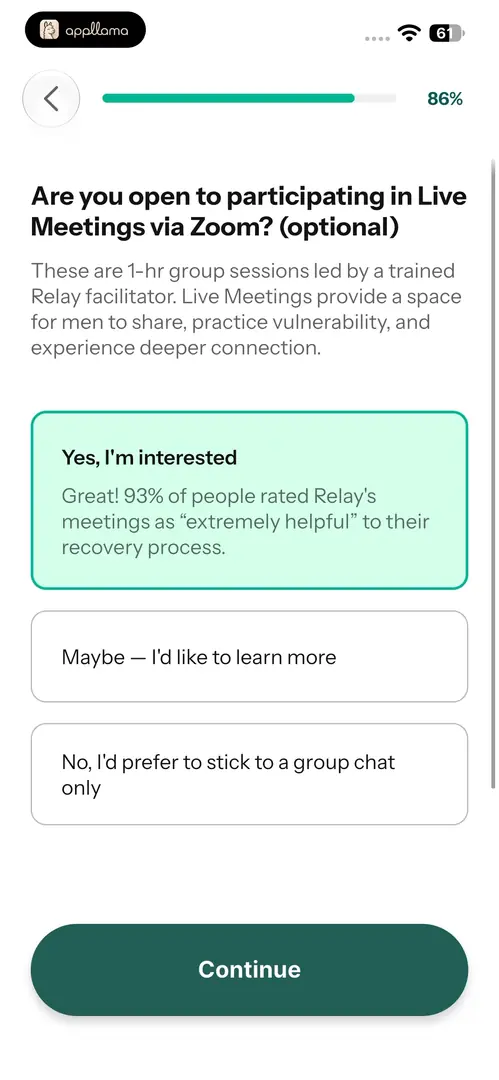 appllama
61
86%
Are you open to participating in Live
Meetings via Zoom? (optional)
These are 1-hr group sessions led by a trained
Relay facilitator. Live Meetings provide a space
for men to share, practice vulnerability, and
experience deeper connection.
Yes, I'm interested
Great! 93% of people rated Relay's
meetings as “extremely helpful” to their
recovery process.
Maybe — I'd like to learn more
No, I'd prefer to stick to a group chat
only
Continue